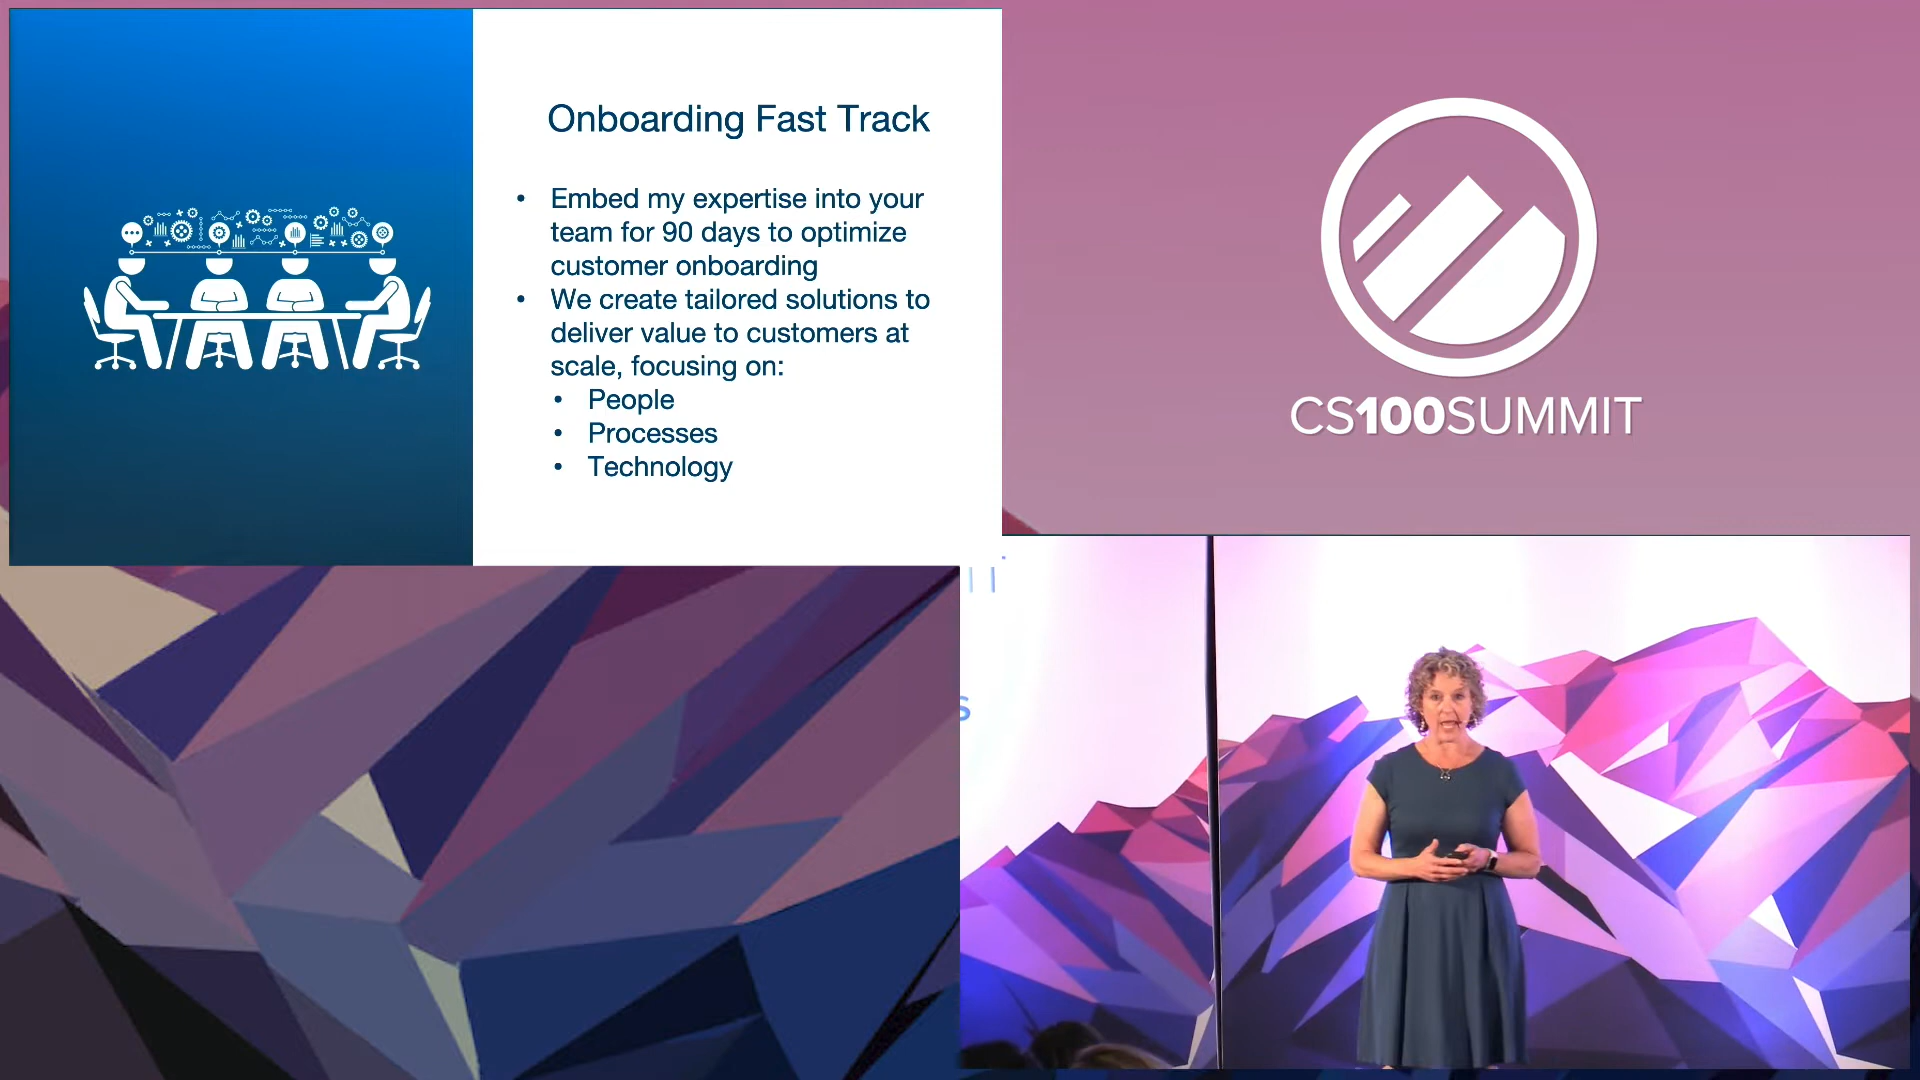 Onboarding Fast Track
• Embed my expertise into your
team for 90 days to optimize
customer onboarding
• We create tailored solutions to
deliver value to customers at
scale, focusing on:
• People
• Processes
• Technology
CS100SUMMIT